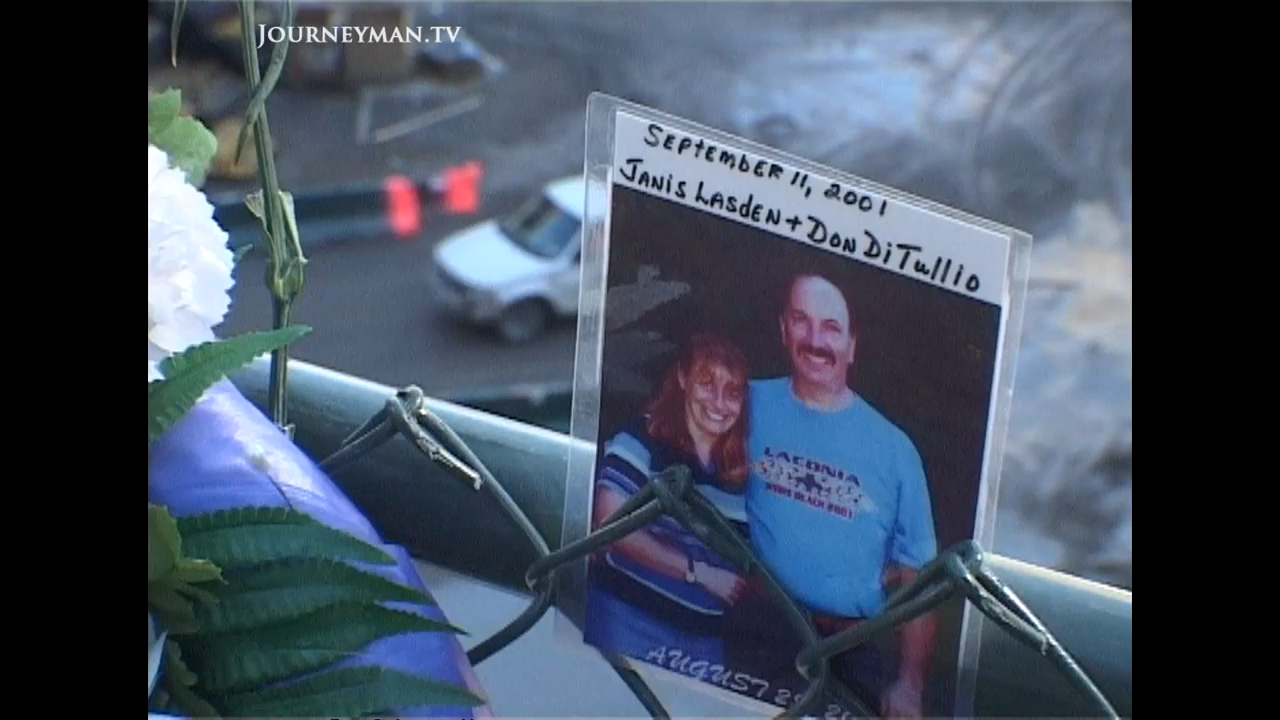 JOURNEYMAN.TV
SEPTEMBER 11, 2001
JANIS LASDEN + DON DiTullio
LACONIA
AUGUST